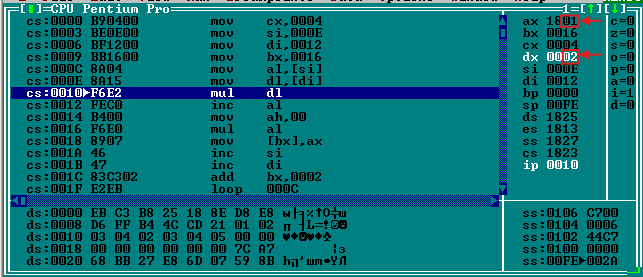 CPU Pentium Pro 1
cs:0000 B90400 mov cx,0004
cs:0003 BE0E00 mov si,000E
cs:0006 BF1200 mov di,0012
cs:0009 BB1600 mov bx,0016
cs:000C 8A04 mov al,[si]
cs:000E 8A15 mov dl,[di]
cs:0010►F6E2 mul dl
cs:0012 FEC0 inc al
cs:0014 B400 mov ah,00
cs:0016 F6E0 mul al
cs:0018 8907 mov [bx],ax
cs:001A 46 inc si
cs:001B 47 inc di
cs:001C 83C302 add bx,0002
cs:001F E2EB loop 000C
ax 1801 c=0
bx 0016 z=0
cx 0004 s=0
dx 0002 o=0
si 000E p=0
di 0012 a=0
bp 0000 i=1
sp 00FE d=0
ds 1825
es 1813
ss 1827
cs 1823
ip 0010
ds:0000 EB C3 B8 25 18 8E D8 E8
ds:0008 D6 FF B4 4C CD 21 01 02
ds:0010 03 04 02 03 04 05 00 00
ds:0018 00 00 00 00 00 00 7C A7
ds:0020 68 BB 27 E8 6D 07 59 8B
ss:0106 C700
ss:0104 0006
ss:0102 44C7
ss:0100 0000
ss:00FE►002A